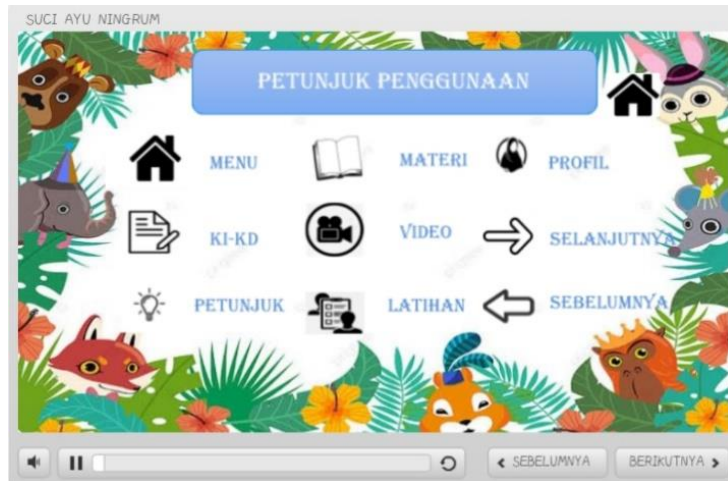 SUCI AYU NINGRUM
PETUNJUK PENGGUNAAN
MENU
MATERI
PROFIL
KI-KD
VIDEO
SELANJUTNYA
PETUNJUK
LATIHAN
SEBELUMNYA
SEBELUMNYA
BERIKUTNYA